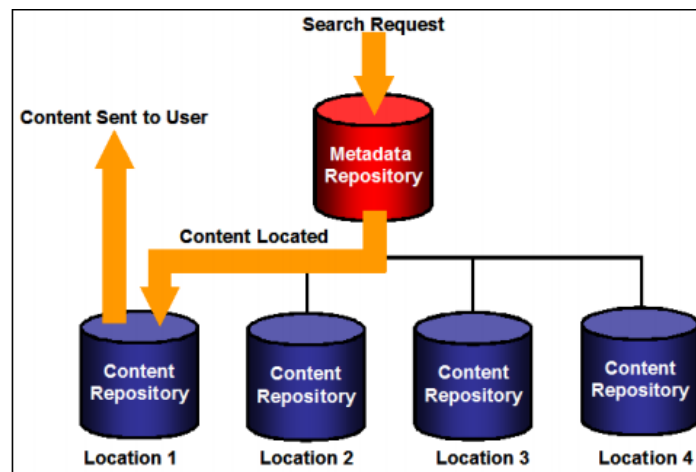 Search Request
Content Sent to User
Metadata
Repository
Content Located
Content
Repository
Content
Repository
Content
Repository
Content
Repository
Location 1
Location 2
Location 3
Location 4